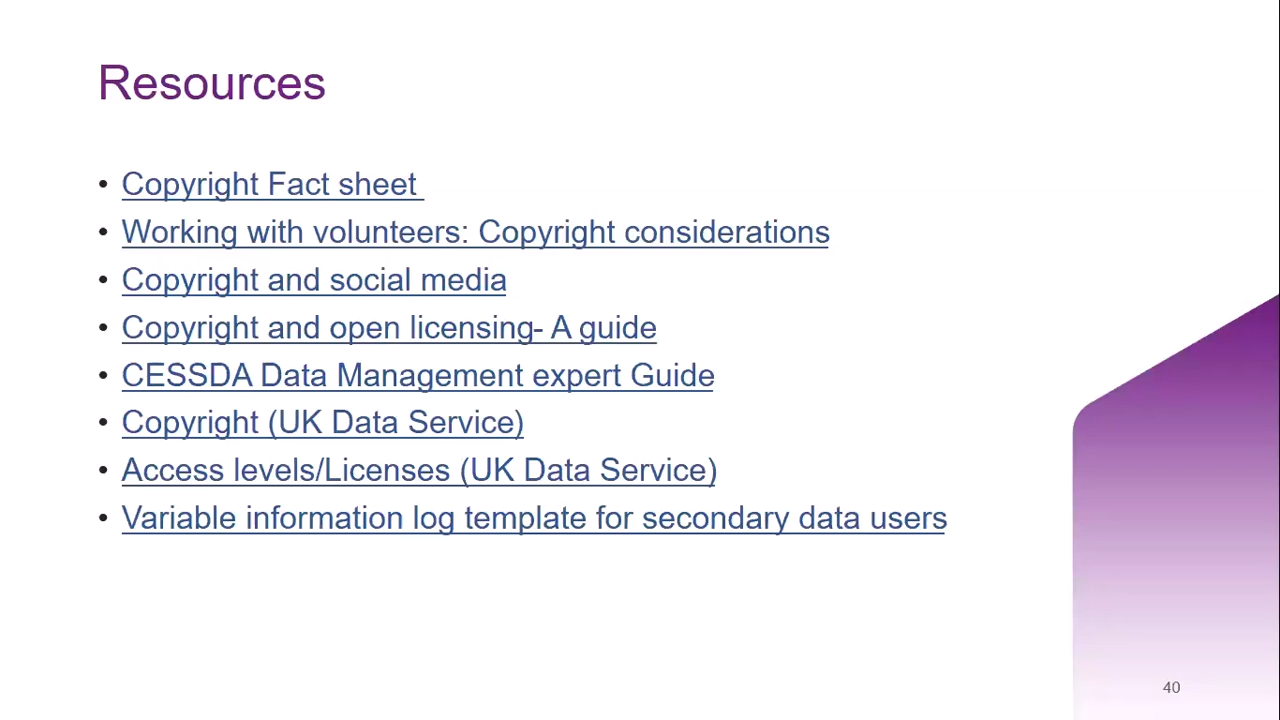 Resources
• Copyright Fact sheet
• Working with volunteers: Copyright considerations
• Copyright and social media
• Copyright and open licensing- A guide
• CESSDA Data Management expert Guide
• Copyright (UK Data Service)
• Access levels/Licenses (UK Data Service)
• Variable information log template for secondary data users
40